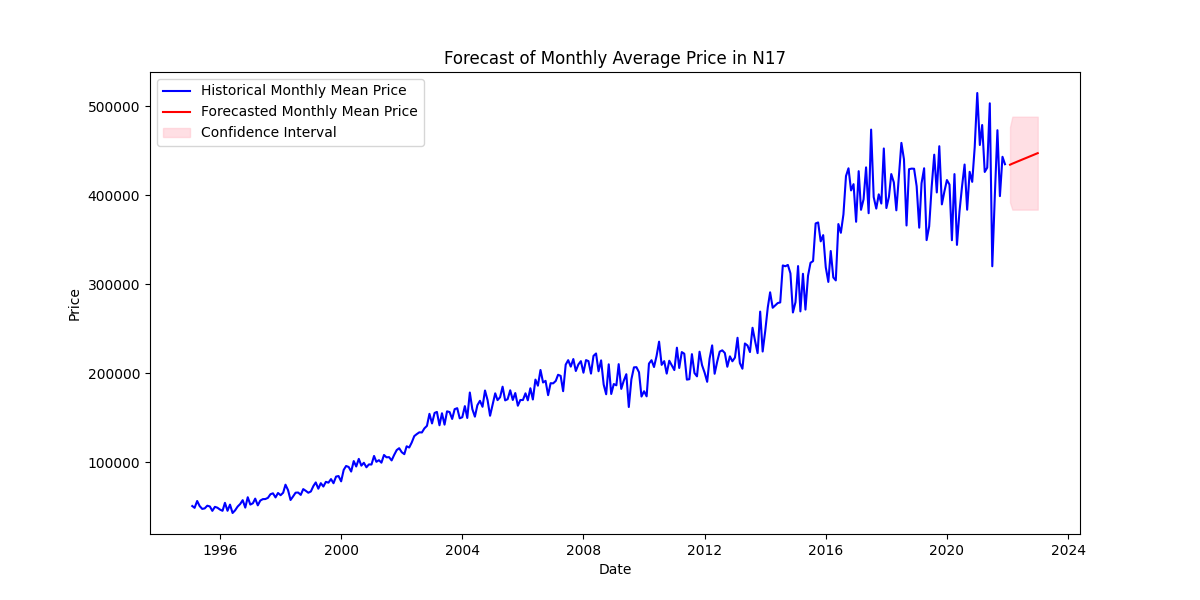 Forecast of Monthly Average Price in N17
Historical Monthly Mean Price
Forecasted Monthly Mean Price
Confidence Interval
500000
400000
300000
200000
100000
Price
1996 2000 2004 2008 2012 2016 2020 2024
Date